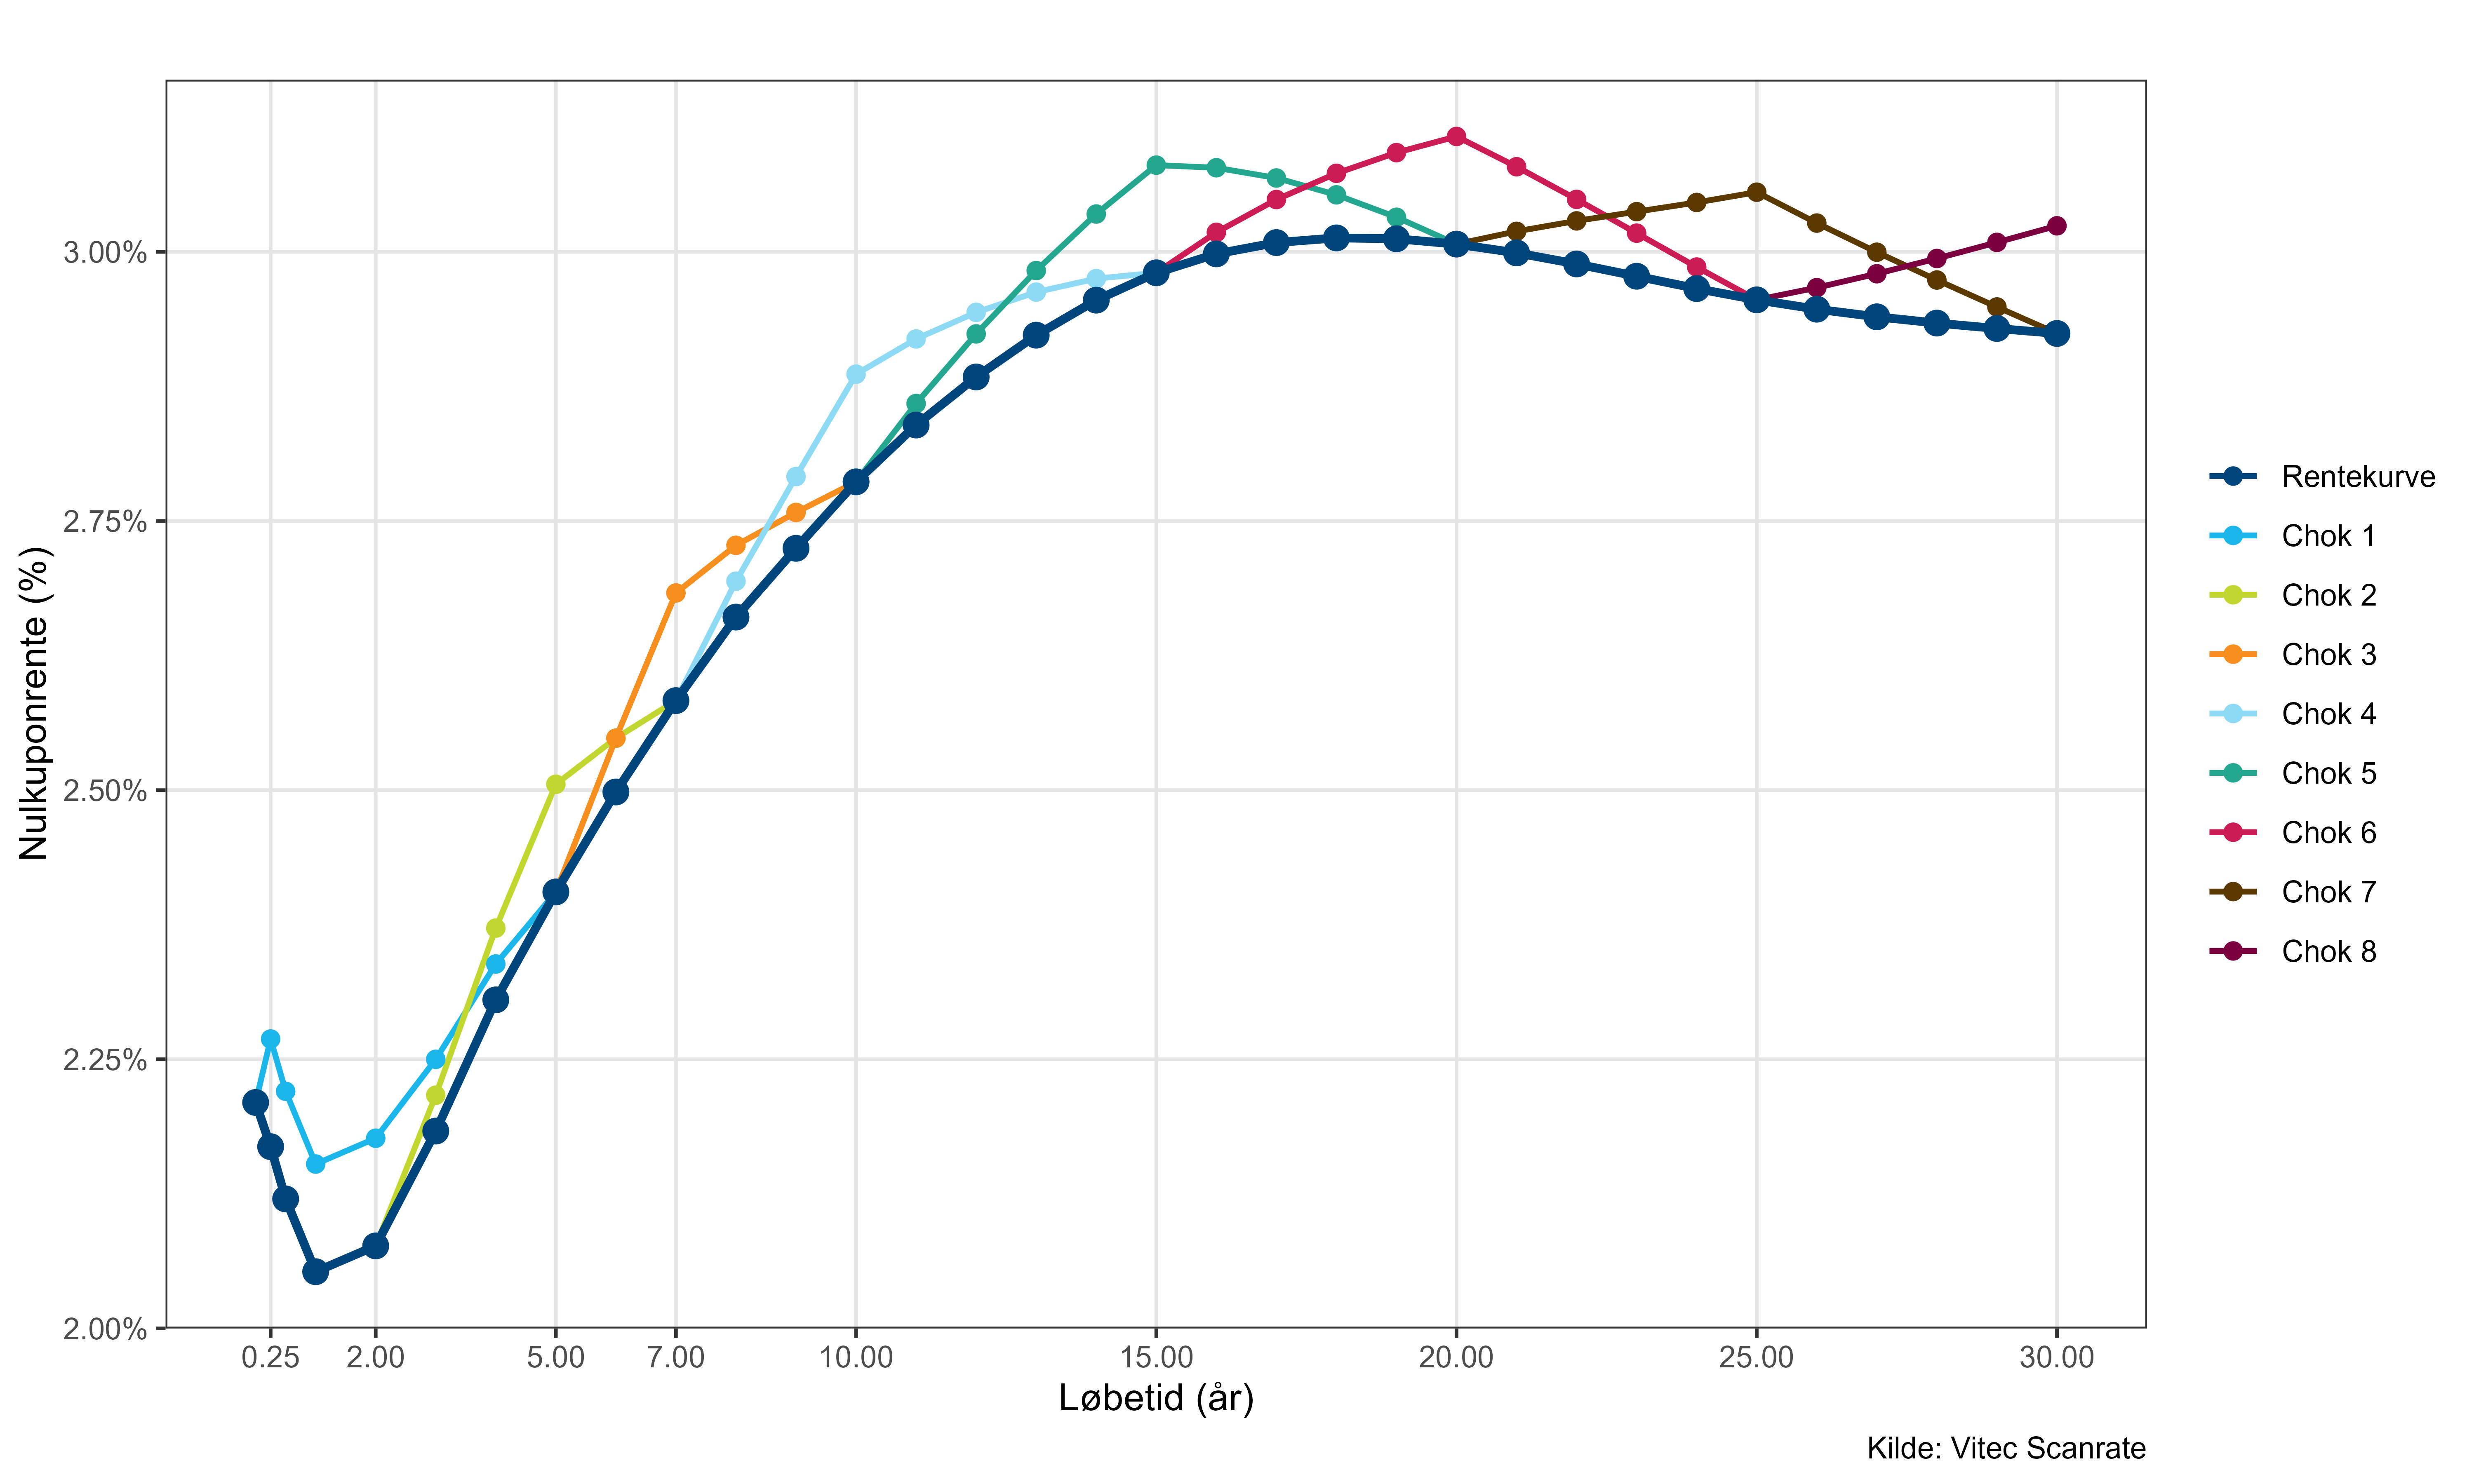 Nulkuponrente (%)
3.00%
2.75%
2.50%
2.25%
2.00%
0.25 2.00 5.00 7.00 10.00 15.00 20.00 25.00 30.00
Løbetid (år)
Rentekurve
Chok 1
Chok 2
Chok 3
Chok 4
Chok 5
Chok 6
Chok 7
Chok 8
Kilde: Vitec Scanrate